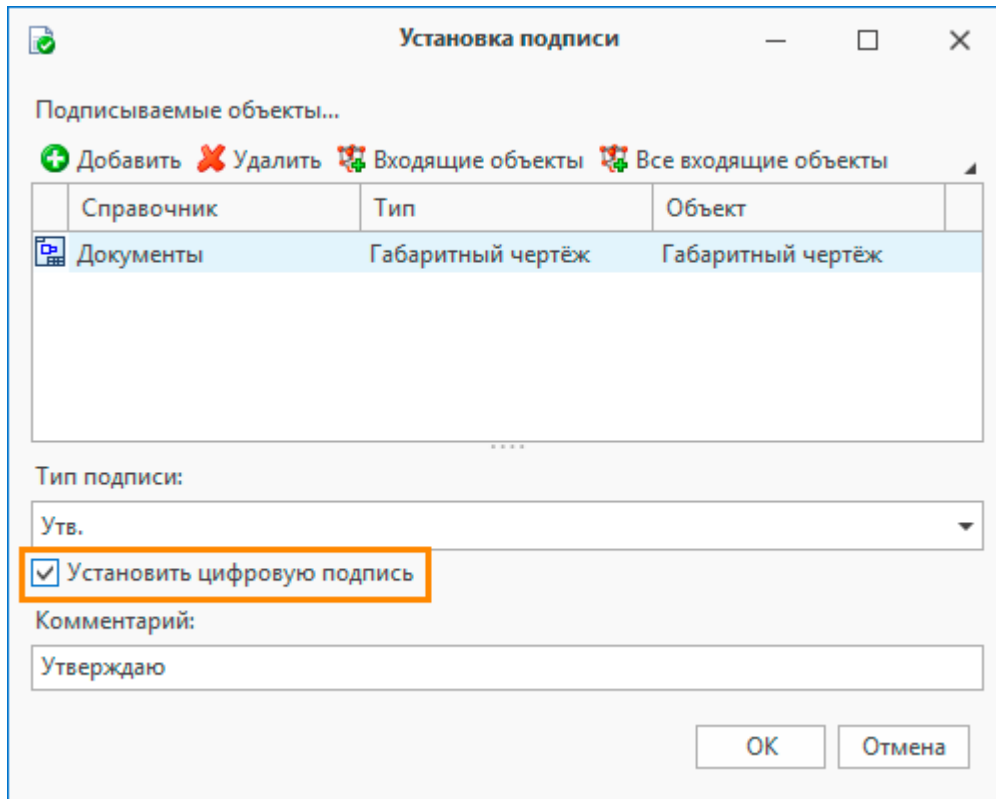 Установка подписи
Подписываемые объекты...
Добавить Удалить Входящие объекты Все входящие объекты
Справочник Тип Объект
Документы Габаритный чертёж Габаритный чертёж
Тип подписи:
Утв.
Установить цифровую подпись
Комментарий:
Утверждаю
ОК Отмена